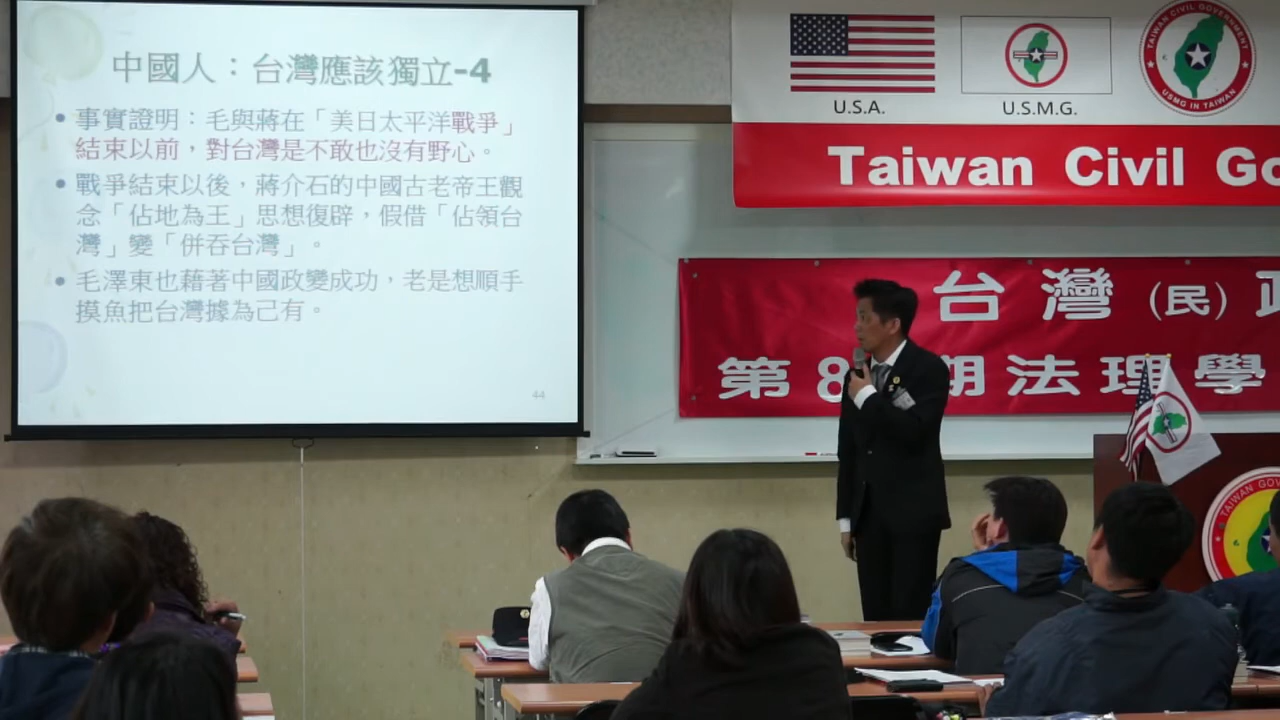 中國人：台灣應該獨立-4
• 事實證明：毛與蔣在「美日太平洋戰爭」
結束以前，對台灣是不敢也沒有野心。
• 戰爭結束以後，蔣介石的中國古老帝王觀
念「佔地為王」思想復辟，假借「佔領台
灣」變「併吞台灣」。
• 毛澤東也藉著中國政變成功，老是想順手
摸魚把台灣據為己有。
44
U.S.A.
U.S.M.G.
TAIWAN CIVIL GOVERNMENT
USMG IN TAIWAN
Taiwan Civil Go
台灣（民）政
第8期法理學
TAIWAN GOV